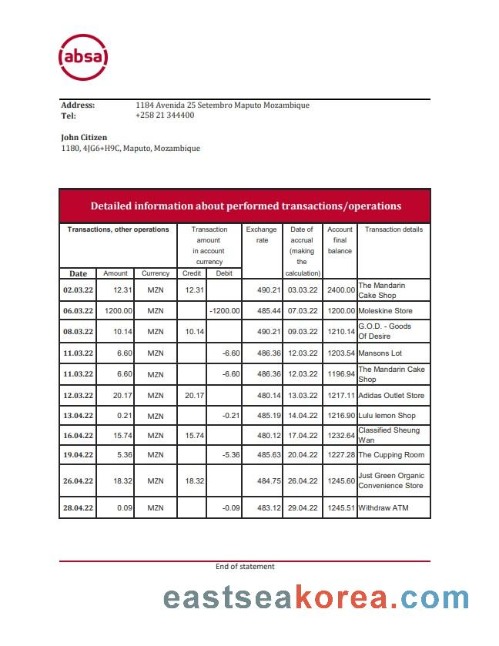 absa
Address: 1184 Avenida 25 Setembro Maputo Mozambique
Tel: +258 21 344400
John Citizen
1180, 4JG6+H9C, Maputo, Mozambique
Detailed information about performed transactions/operations
Transactions, other operations Transaction amount in account currency Exchange rate Date of accrual (making the calculation) Account final balance Transaction details
Date Amount Currency Credit Debit
02.03.22 12.31 MZN 12.31 490.21 03.03.22 2400.00 The Mandarin Cake Shop
06.03.22 1200.00 MZN -1200.00 485.44 07.03.22 1200.00 Moleskine Store
08.03.22 10.14 MZN 10.14 490.21 09.03.22 1210.14 G.O.D. - Goods Of Desire
11.03.22 6.60 MZN -6.60 486.36 12.03.22 1203.54 Mansons Lot
11.03.22 6.60 MZN -6.60 486.36 12.03.22 1196.94 The Mandarin Cake Shop
12.03.22 20.17 MZN 20.17 480.14 13.03.22 1217.11 Adidas Outlet Store
13.04.22 0.21 MZN -0.21 485.19 14.04.22 1216.90 Lulu lemon Shop
16.04.22 15.74 MZN 15.74 480.12 17.04.22 1232.64 Classified Sheung Wan
19.04.22 5.36 MZN -5.36 485.63 20.04.22 1227.28 The Cupping Room
26.04.22 18.32 MZN 18.32 484.75 26.04.22 1245.60 Just Green Organic Convenience Store
28.04.22 0.09 MZN -0.09 483.12 29.04.22 1245.51 Withdraw ATM
End of statement
eastseakorea.com